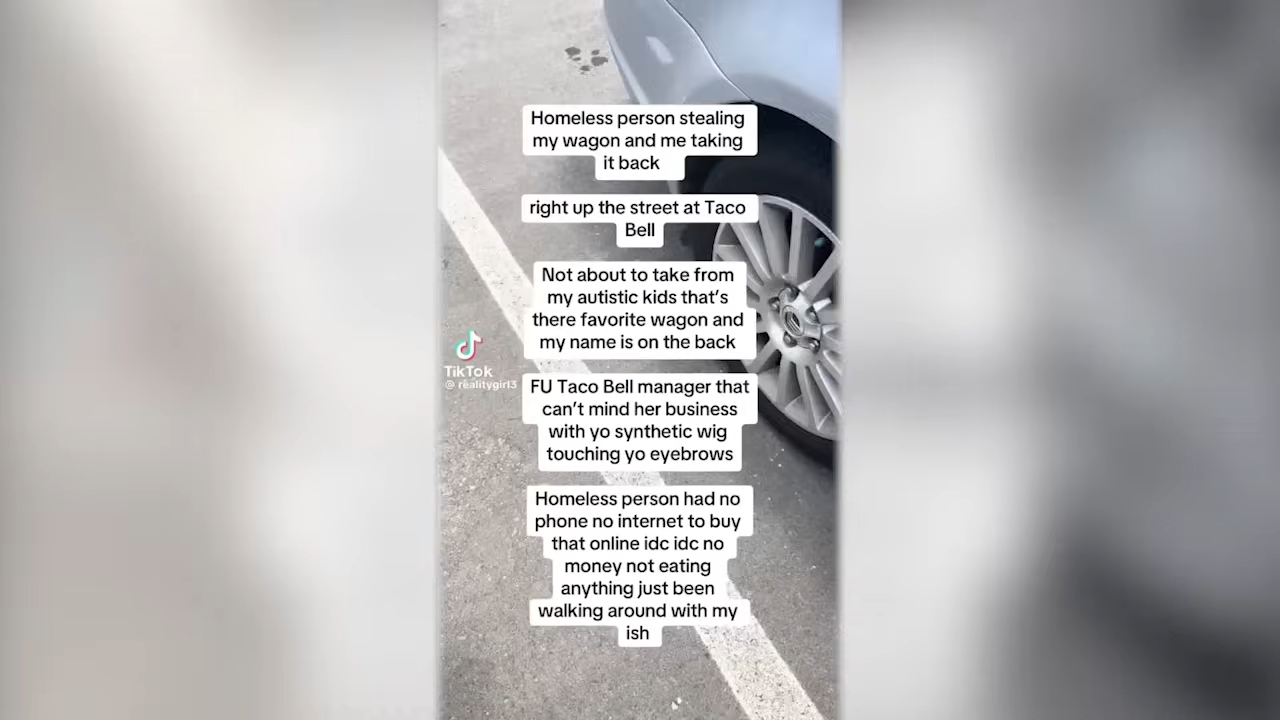 Homeless person stealing
my wagon and me taking
it back
right up the street at Taco
Bell
Not about to take from
my autistic kids that's
there favorite wagon and
my name is on the back
TikTok
@ realitygirl3
FU Taco Bell manager that
can't mind her business
with yo synthetic wig
touching yo eyebrows
Homeless person had no
phone no internet to buy
that online idc idc no
money not eating
anything just been
walking around with my
ish